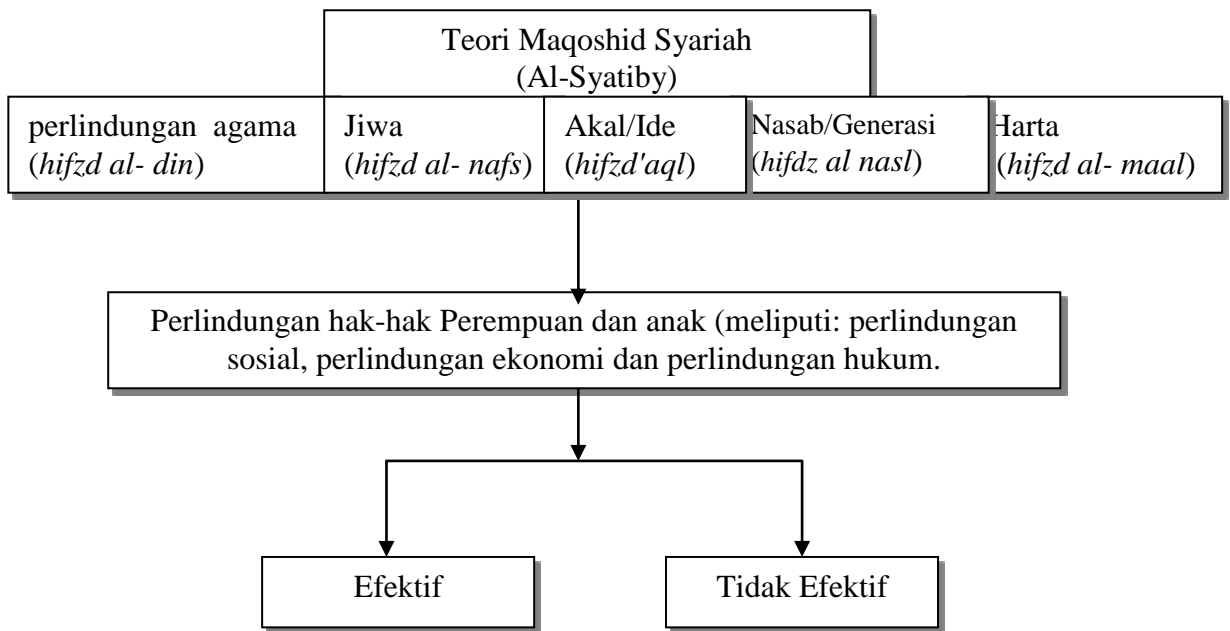 Teori Maqoshid Syariah
(Al-Syatiby)
perlindungan agama
(hifzd al- din)
Jiwa
(hifzd al- nafs)
Akal/Ide
(hifzd'aql)
Nasab/Generasi
(hifdz al nasl)
Harta
(hifzd al- maal)
Perlindungan hak-hak Perempuan dan anak (meliputi: perlindungan
sosial, perlindungan ekonomi dan perlindungan hukum.
Efektif
Tidak Efektif